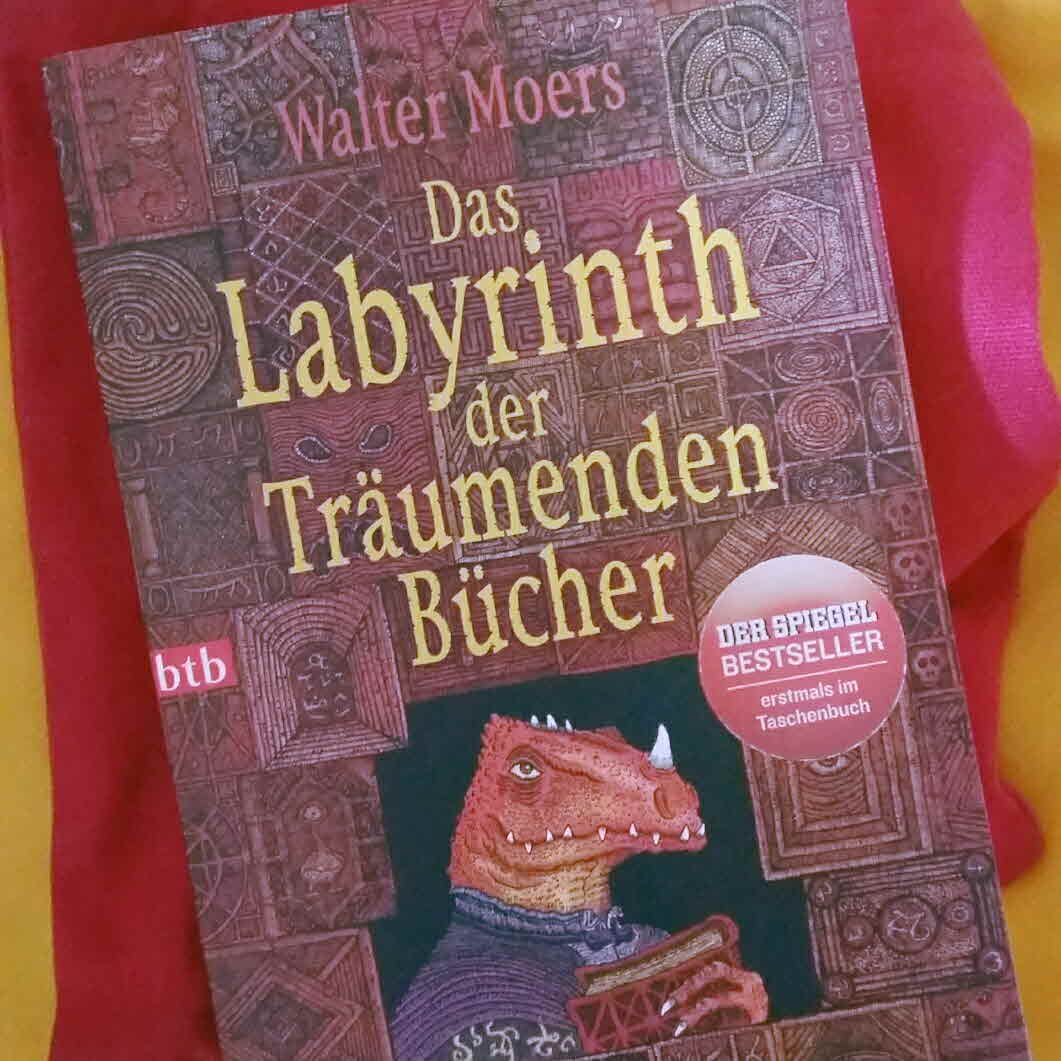 Walter Moers
Das
Labyrinth
der
Träumenden
Bücher
btb
DER SPIEGEL
BESTSELLER
erstmals im
Taschenbuch